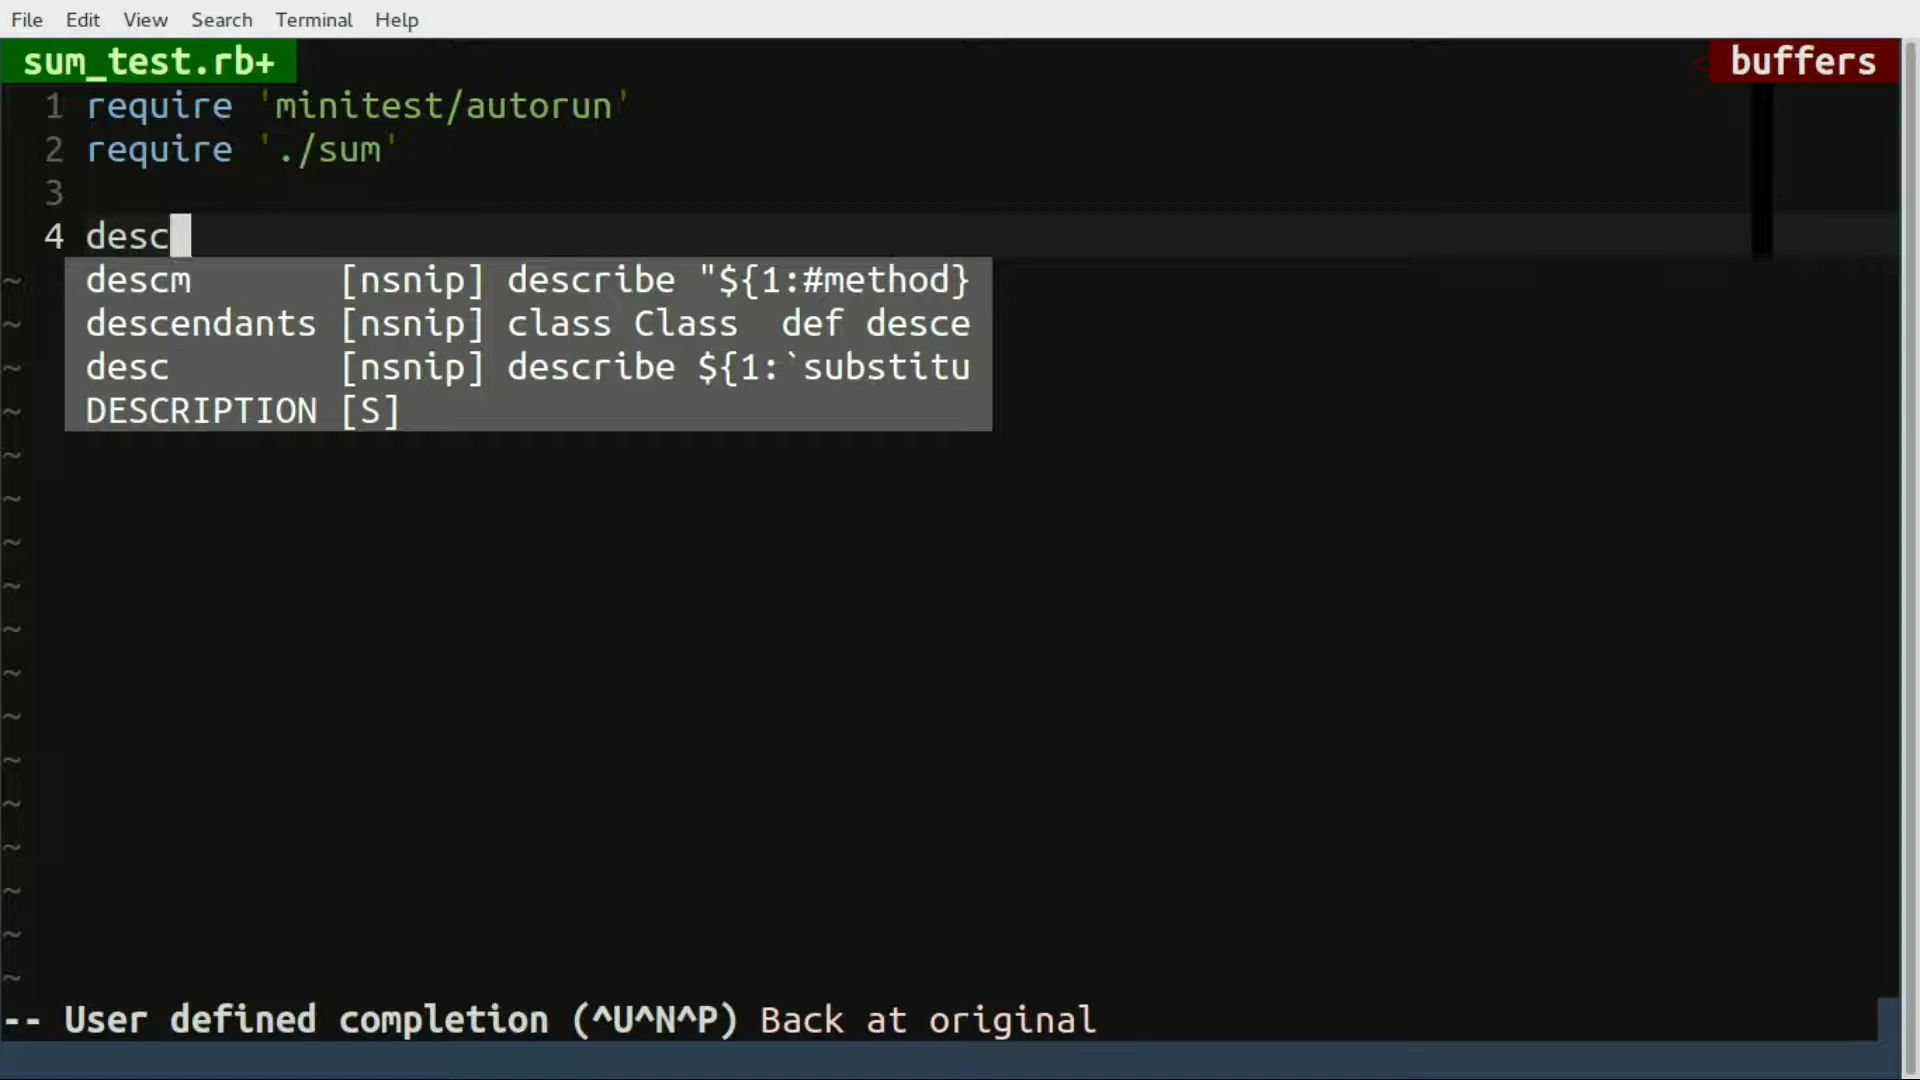 File Edit View Search Terminal Help
sum_test.rb+ < buffers
1 require 'minitest/autorun'
2 require './sum'
3
4 desc
~ descm [nsnip] describe "${1:#method}
~ descendants [nsnip] class Class  def desce
~ desc [nsnip] describe ${1:`substitu
~ DESCRIPTION [S]
~
~
~
~
~
~
~
~
~
~
~
~
~
-- User defined completion (^U^N^P) Back at original